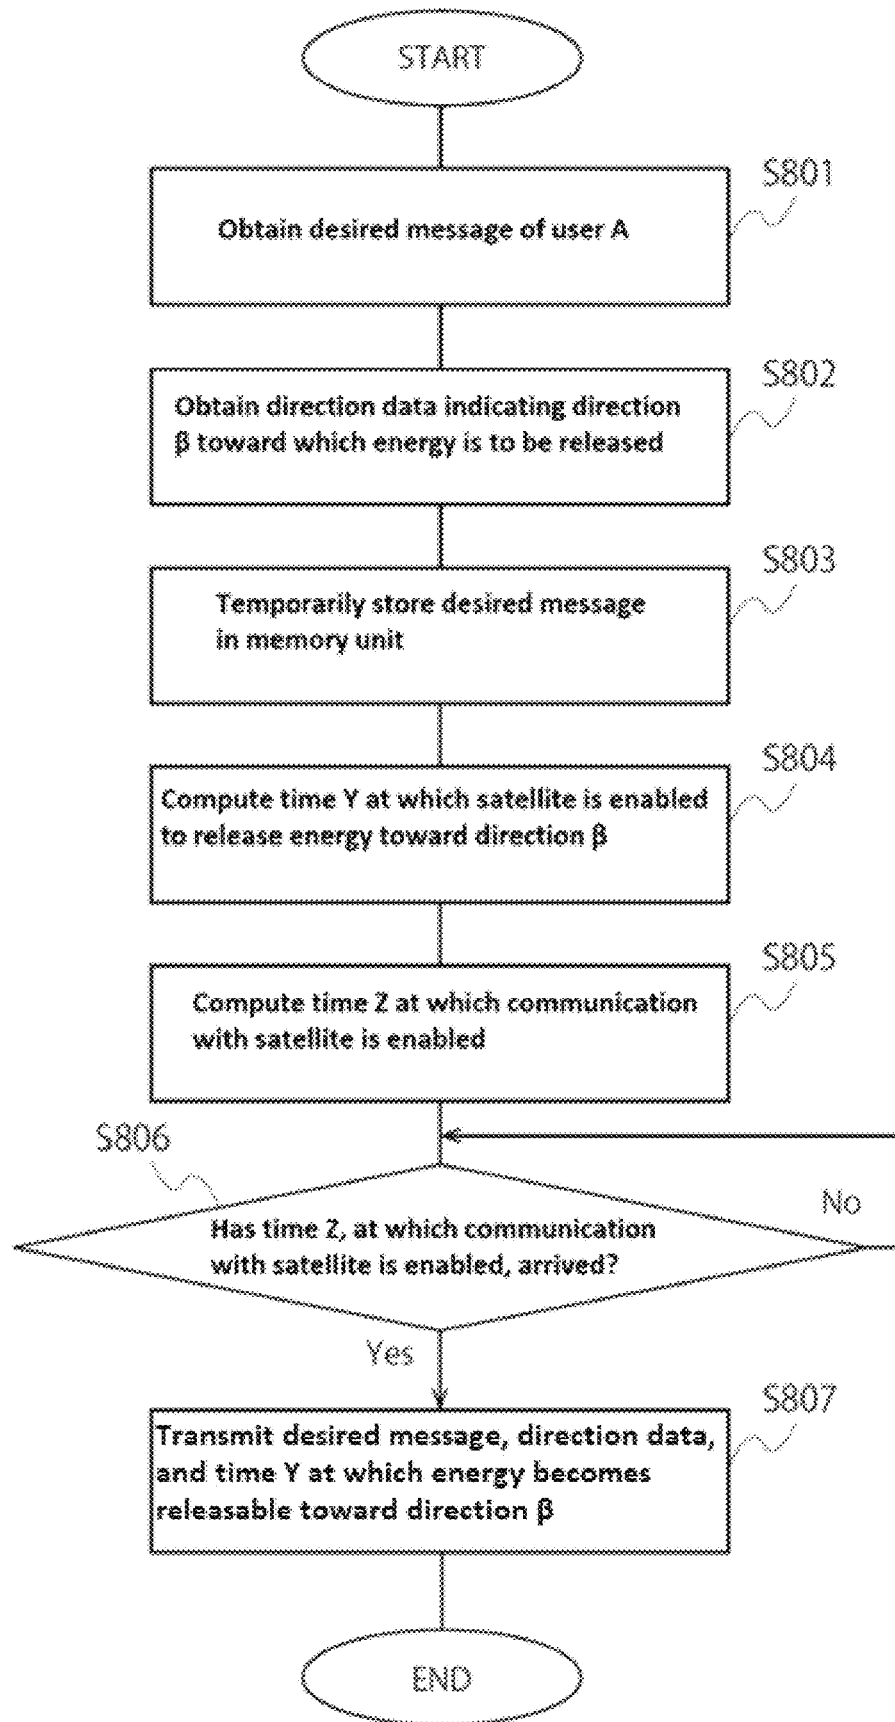 START
S801
Obtain desired message of user A
S802
Obtain direction data indicating direction
β toward which energy is to be released
S803
Temporarily store desired message
in memory unit
S804
Compute time Y at which satellite is enabled
to release energy toward direction β
S805
Compute time Z at which communication
with satellite is enabled
S806
Has time Z, at which communication
with satellite is enabled, arrived?
No
Yes
S807
Transmit desired message, direction data,
and time Y at which energy becomes
releasable toward direction β
END